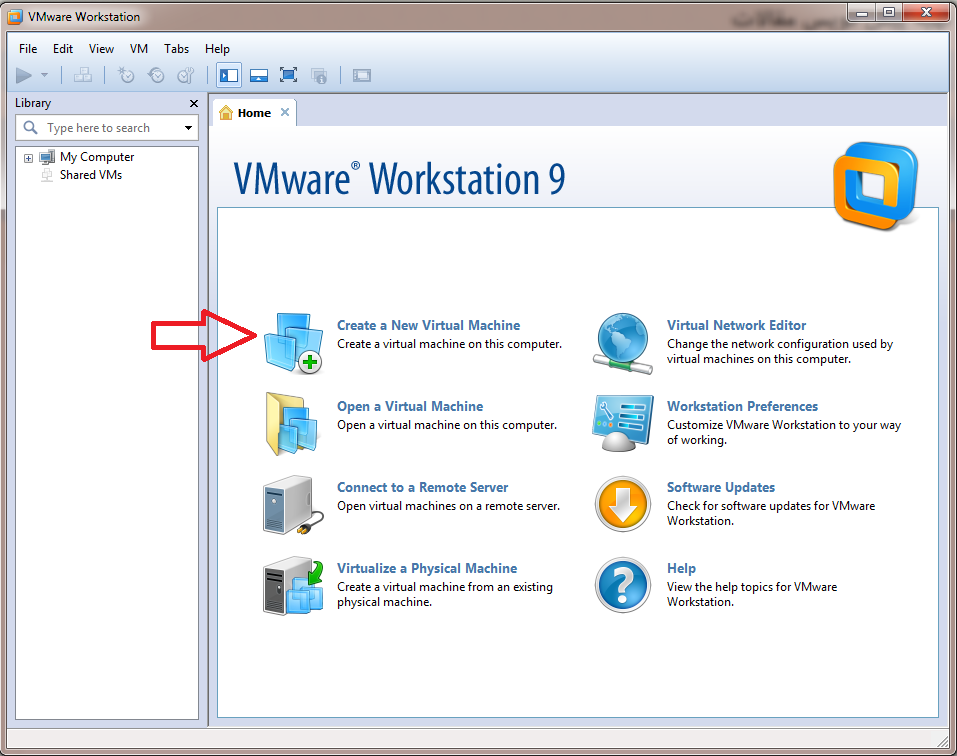 VMware Workstation
File Edit View VM Tabs Help
Library
Type here to search
My Computer
Shared VMs
Home
VMware® Workstation 9
Create a New Virtual Machine
Create a virtual machine on this computer.
Open a Virtual Machine
Open a virtual machine on this computer.
Connect to a Remote Server
Open virtual machines on a remote server.
Virtualize a Physical Machine
Create a virtual machine from an existing
physical machine.
Virtual Network Editor
Change the network configuration used by
virtual machines on this computer.
Workstation Preferences
Customize VMware Workstation to your way
of working.
Software Updates
Check for software updates for VMware
Workstation.
Help
View the help topics for VMware
Workstation.